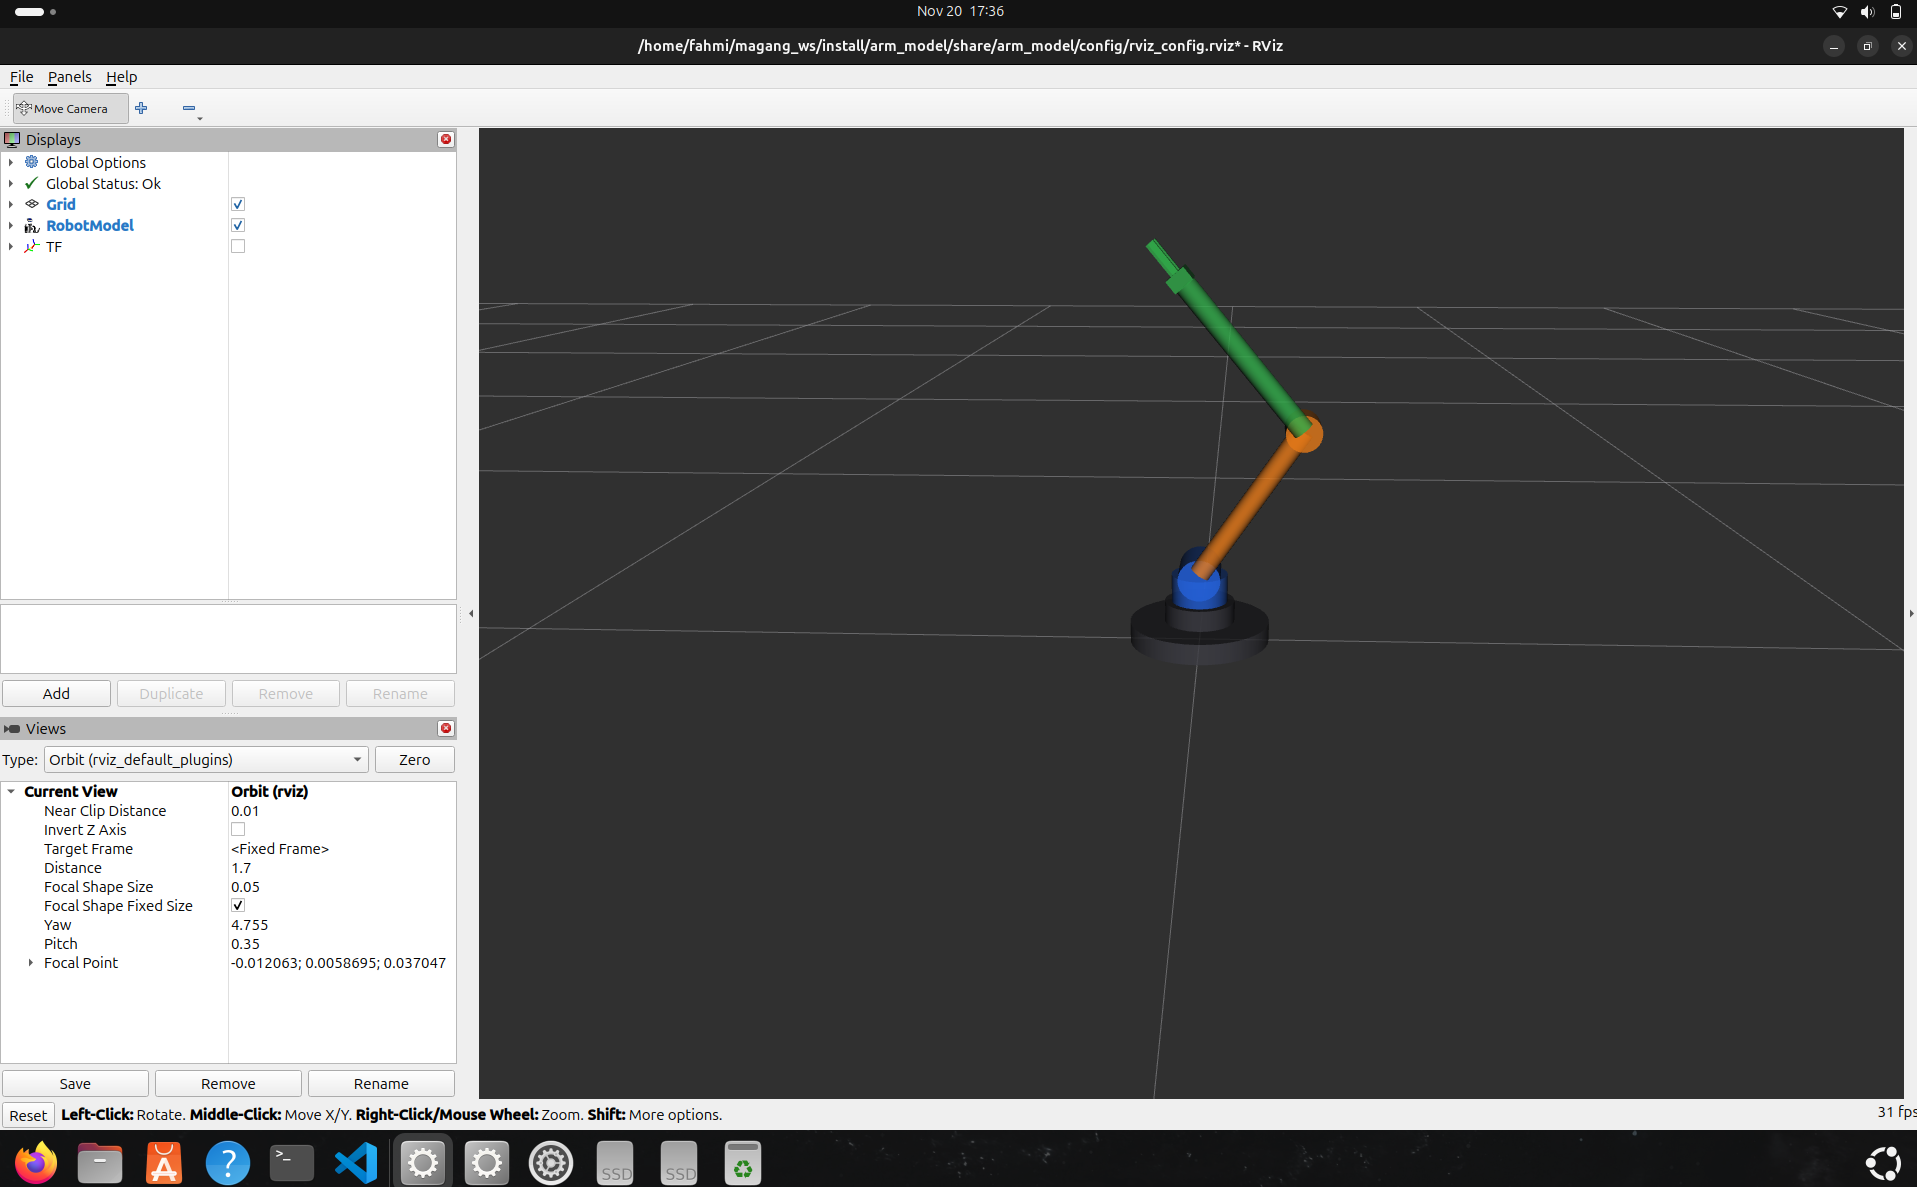 Nov 20 17:36
/home/fahmi/magang_ws/install/arm_model/share/arm_model/config/rviz_config.rviz* - RViz
File Panels Help
Move Camera
Displays
Global Options
Global Status: Ok
Grid
RobotModel
TF
Add Duplicate Remove Rename
Views
Type: Orbit (rviz_default_plugins) Zero
Current View Orbit (rviz)
Near Clip Distance 0.01
Invert Z Axis
Target Frame <Fixed Frame>
Distance 1.7
Focal Shape Size 0.05
Focal Shape Fixed Size
Yaw 4.755
Pitch 0.35
Focal Point -0.012063; 0.0058695; 0.037047
Save Remove Rename
Reset Left-Click: Rotate. Middle-Click: Move X/Y. Right-Click/Mouse Wheel: Zoom. Shift: More options. 31 fps
>_
? SSD SSD